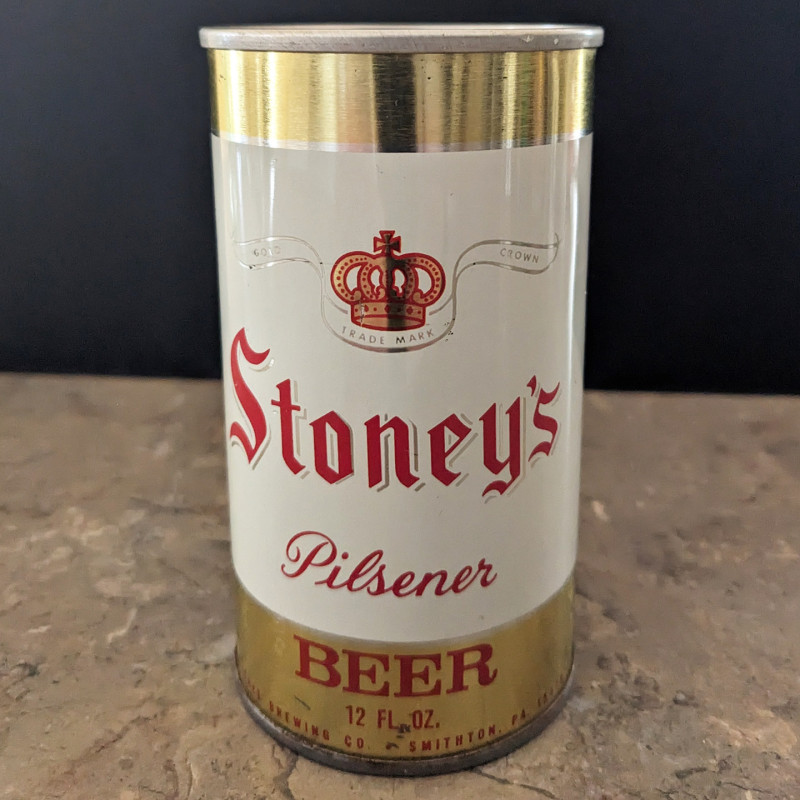 GOLD CROWN
TRADE MARK
Stoney's
Pilsener
BEER
12 FL. OZ.
BREWING CO. SMITHTON, PA